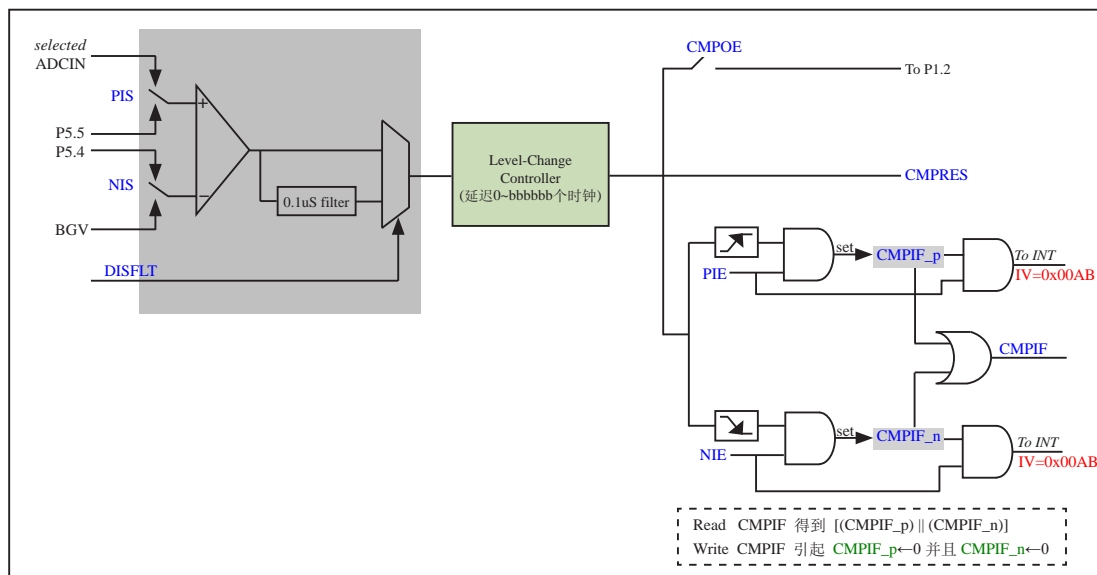 selected
ADCIN
PIS
P5.5
P5.4
NIS
BGV
DISFLT
+
−
0.1uS filter
Level-Change
Controller
(延迟0~bbbbbb个时钟)
CMPOE
To P1.2
CMPRES
PIE
set
CMPIF_p
To INT
IV=0x00AB
CMPIF
NIE
set
CMPIF_n
To INT
IV=0x00AB
Read CMPIF 得到 [(CMPIF_p) || (CMPIF_n)]
Write CMPIF 引起 CMPIF_p←0 并且 CMPIF_n←0